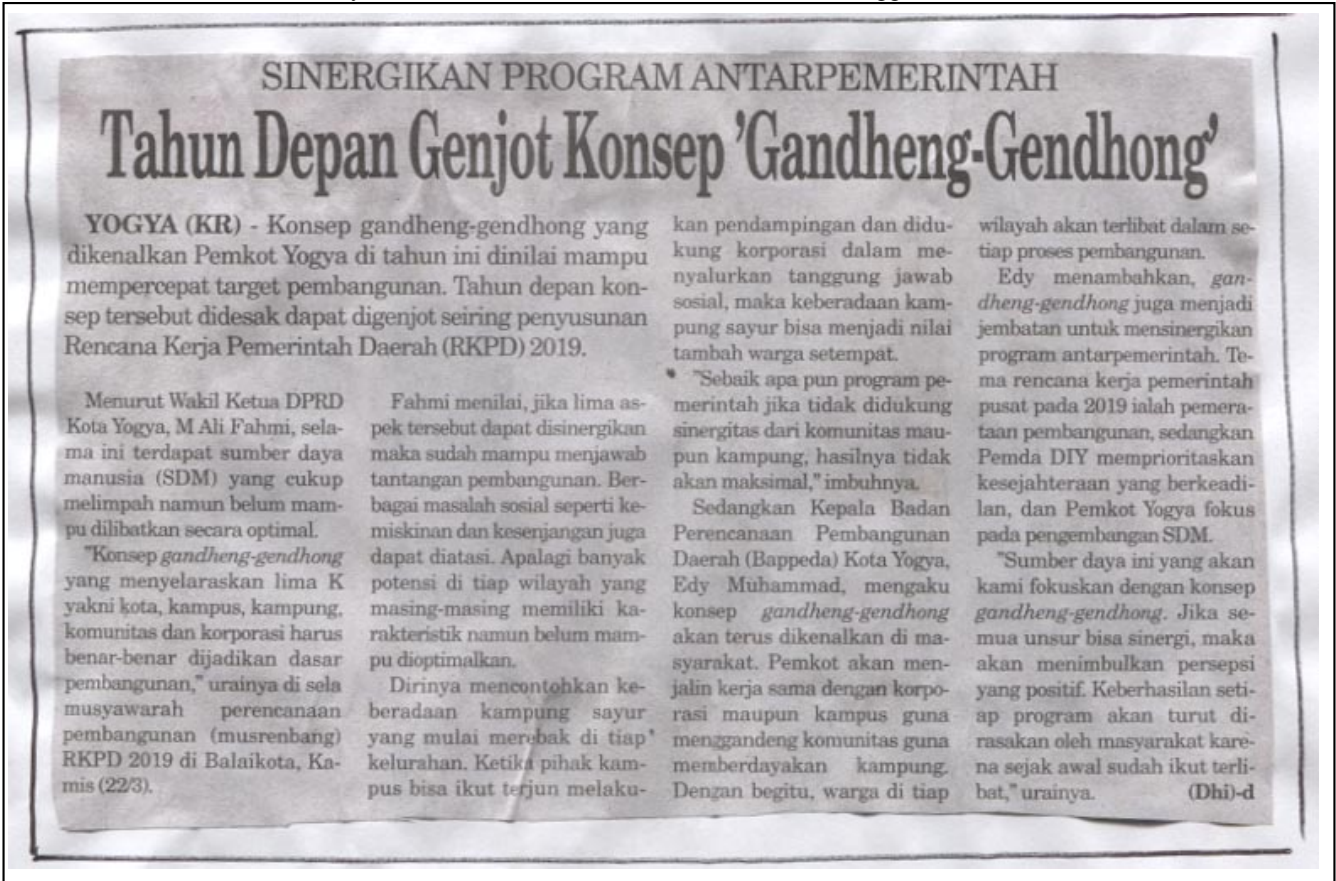 SINERGIKAN PROGRAM ANTARPEMERINTAH
Tahun Depan Genjot Konsep 'Gandheng-Gendhong'
YOGYA (KR) - Konsep gandheng-gendhong yang
dikenalkan Pemkot Yogya di tahun ini dinilai mampu
mempercepat target pembangunan. Tahun depan kon-
sep tersebut didesak dapat digenjot seiring penyusunan
Rencana Kerja Pemerintah Daerah (RKPD) 2019.
Menurut Wakil Ketua DPRD
Kota Yogya, M Ali Fahmi, sela-
ma ini terdapat sumber daya
manusia (SDM) yang cukup
melimpah namun belum mam-
pu dilibatkan secara optimal.
"Konsep gandheng-gendhong
yang menyelaraskan lima K
yakni kota, kampus, kampung,
komunitas dan korporasi harus
benar-benar dijadikan dasar
pembangunan," urainya di sela
musyawarah perencanaan
pembangunan (musrenbang)
RKPD 2019 di Balaikota, Ka-
mis (22/3).
Fahmi menilai, jika lima as-
pek tersebut dapat disinergikan
maka sudah mampu menjawab
tantangan pembangunan. Ber-
bagai masalah sosial seperti ke-
miskinan dan kesenjangan juga
dapat diatasi. Apalagi banyak
potensi di tiap wilayah yang
masing-masing memiliki ka-
rakteristik namun belum mam-
pu dioptimalkan.
Dirinya mencontohkan ke-
beradaan kampung sayur
yang mulai merebak di tiap
kelurahan. Ketika pihak kam-
pus bisa ikut terjun melaku-
kan pendampingan dan didu-
kung korporasi dalam me-
nyalurkan tanggung jawab
sosial, maka keberadaan kam-
pung sayur bisa menjadi nilai
tambah warga setempat.
"Sebaik apa pun program pe-
merintah jika tidak didukung
sinergitas dari komunitas mau-
pun kampung, hasilnya tidak
akan maksimal," imbuhnya.
Sedangkan Kepala Badan
Perencanaan Pembangunan
Daerah (Bappeda) Kota Yogya,
Edy Muhammad, mengaku
konsep gandheng-gendhong
akan terus dikenalkan di ma-
syarakat. Pemkot akan men-
jalin kerja sama dengan korpo-
rasi maupun kampus guna
menggandeng komunitas guna
memberdayakan kampung.
Dengan begitu, warga di tiap
wilayah akan terlibat dalam se-
tiap proses pembangunan.
Edy menambahkan, gan-
dheng-gendhong juga menjadi
jembatan untuk mensinergikan
program antarpemerintah. Te-
ma rencana kerja pemerintah
pusat pada 2019 ialah pemera-
taan pembangunan, sedangkan
Pemda DIY memprioritaskan
kesejahteraan yang berkeadi-
lan, dan Pemkot Yogya fokus
pada pengembangan SDM.
"Sumber daya ini yang akan
kami fokuskan dengan konsep
gandheng-gendhong. Jika se-
mua unsur bisa sinergi, maka
akan menimbulkan persepsi
yang positif. Keberhasilan seti-
ap program akan turut di-
rasakan oleh masyarakat kare-
na sejak awal sudah ikut terli-
bat," urainya. (Dhi)-d